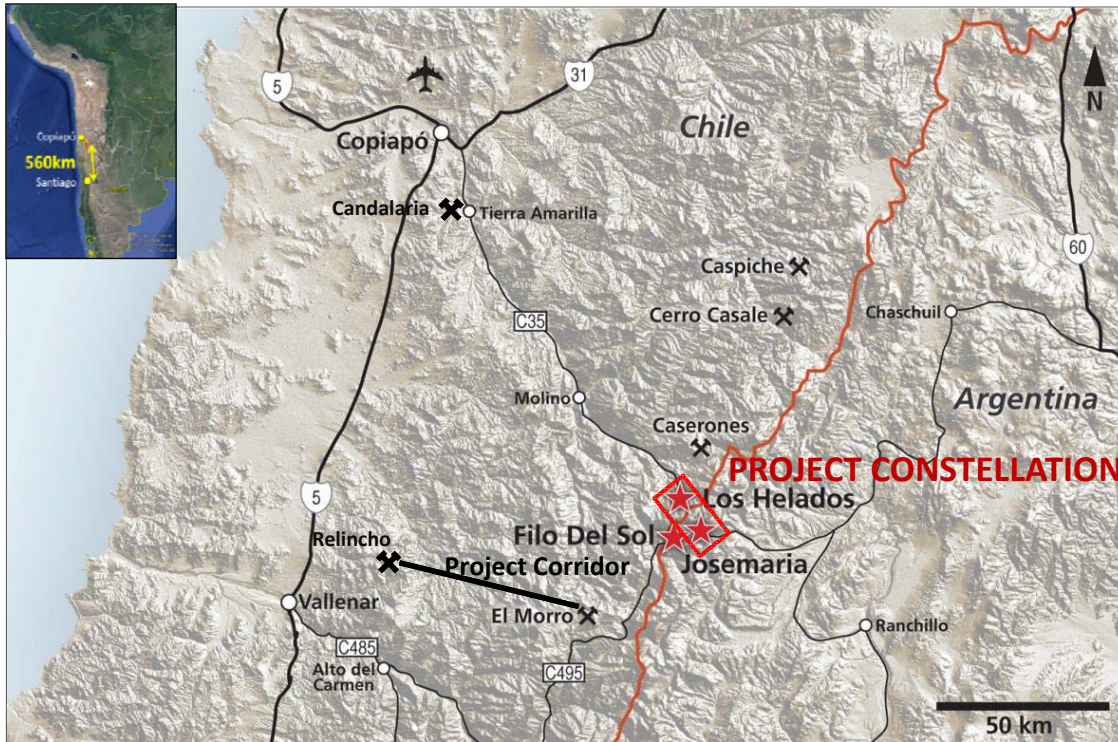 Copiapú
560km
Santiago
5
31
Copiapó
Chile
N
Candalaria
Tierra Amarilla
60
Caspiche
Cerro Casale
Chaschuil
C35
Molino
Argentina
Caserones
PROJECT CONSTELLATION
5
Los Helados
Filo Del Sol
Relincho
Josemaria
Project Corridor
Vallenar
El Morro
Ranchillo
C485
Alto del
Carmen
C495
50 km